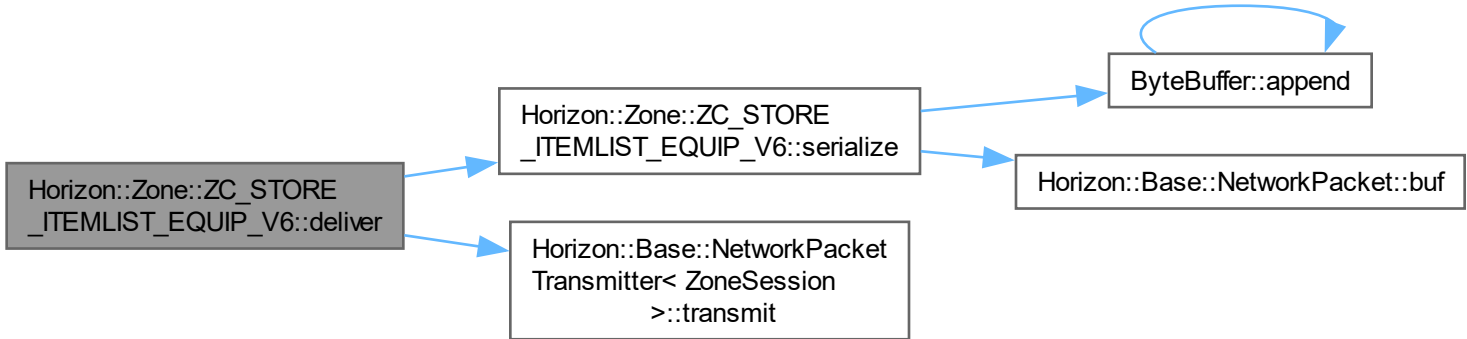 Horizon::Zone::ZC_STORE
_ITEMLIST_EQUIP_V6::deliver
Horizon::Zone::ZC_STORE
_ITEMLIST_EQUIP_V6::serialize
ByteBuffer::append
Horizon::Base::NetworkPacket::buf
Horizon::Base::NetworkPacket
Transmitter< ZoneSession
>::transmit